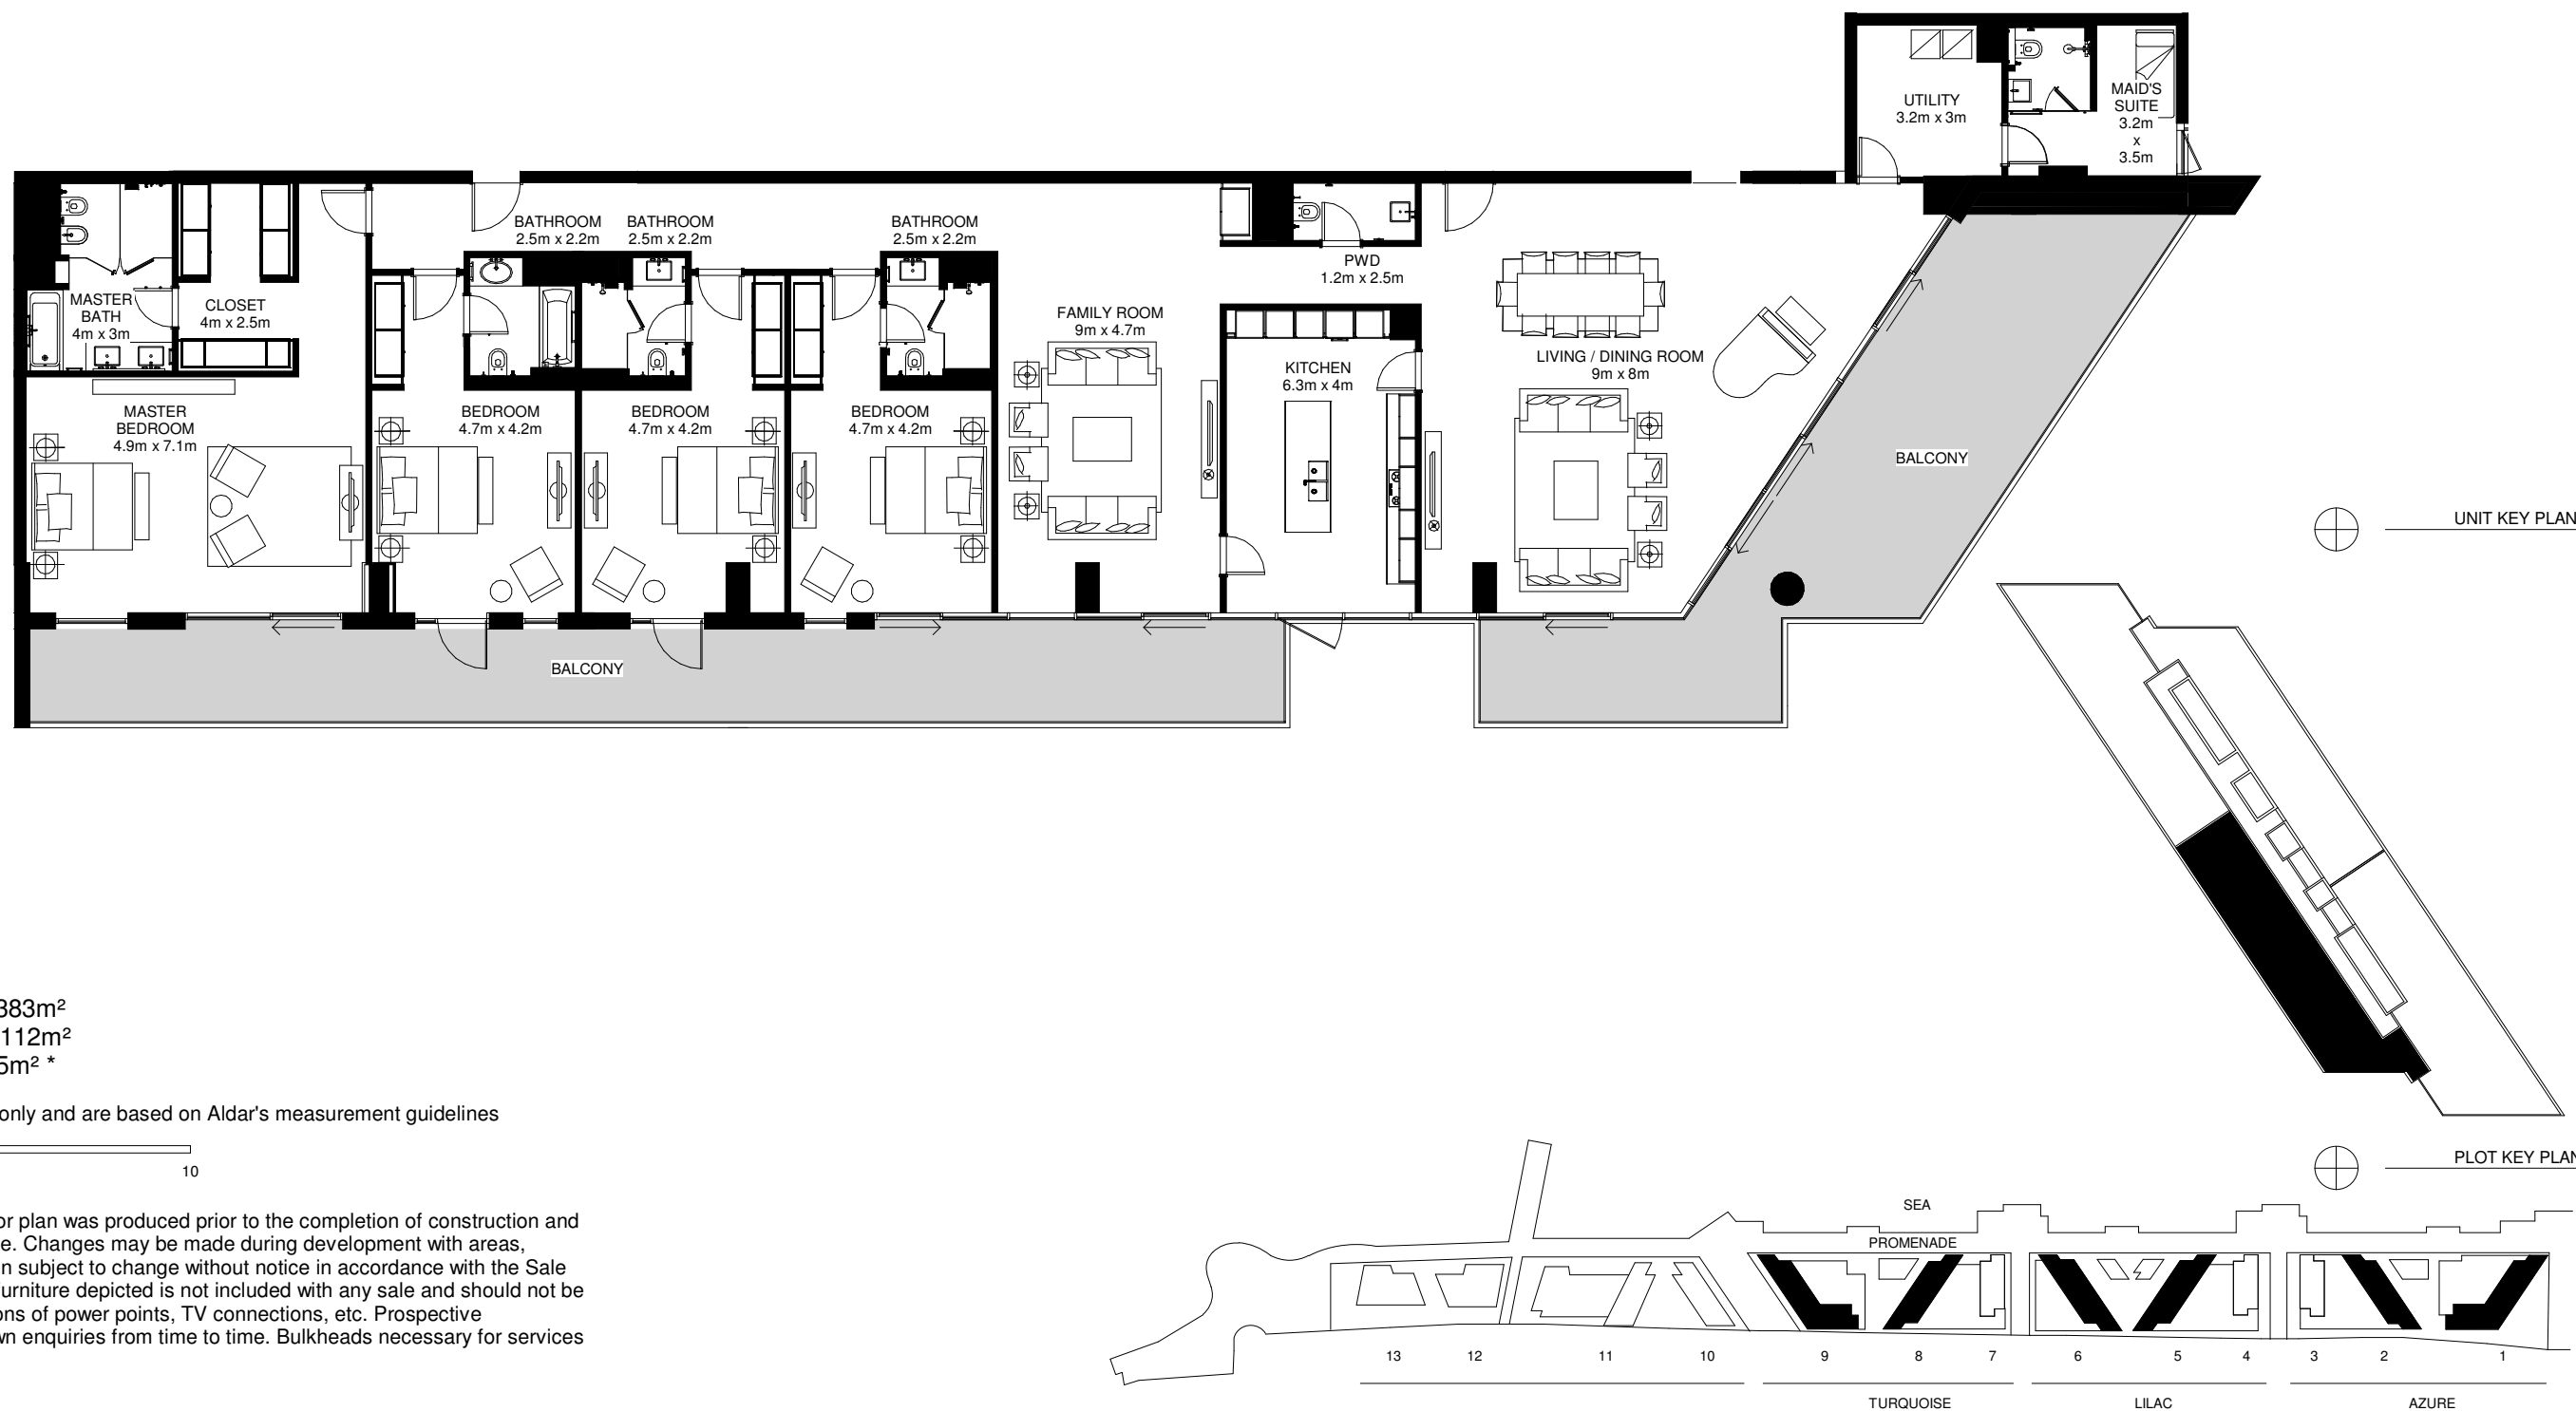 UTILITY
3.2m x 3m
MAID'S
SUITE
3.2m
x
3.5m
BATHROOM
2.5m x 2.2m
BATHROOM
2.5m x 2.2m
BATHROOM
2.5m x 2.2m
PWD
1.2m x 2.5m
MASTER
BATH
4m x 3m
CLOSET
4m x 2.5m
FAMILY ROOM
9m x 4.7m
KITCHEN
6.3m x 4m
LIVING / DINING ROOM
9m x 8m
MASTER
BEDROOM
4.9m x 7.1m
BEDROOM
4.7m x 4.2m
BEDROOM
4.7m x 4.2m
BEDROOM
4.7m x 4.2m
BALCONY
BALCONY
UNIT KEY PLAN
383m²
112m²
5m² *
only and are based on Aldar's measurement guidelines
10
or plan was produced prior to the completion of construction and
e. Changes may be made during development with areas,
n subject to change without notice in accordance with the Sale
urniture depicted is not included with any sale and should not be
ons of power points, TV connections, etc. Prospective
wn enquiries from time to time. Bulkheads necessary for services
PLOT KEY PLAN
SEA
PROMENADE
13 12 11 10 9 8 7 6 5 4 3 2 1
TURQUOISE LILAC AZURE